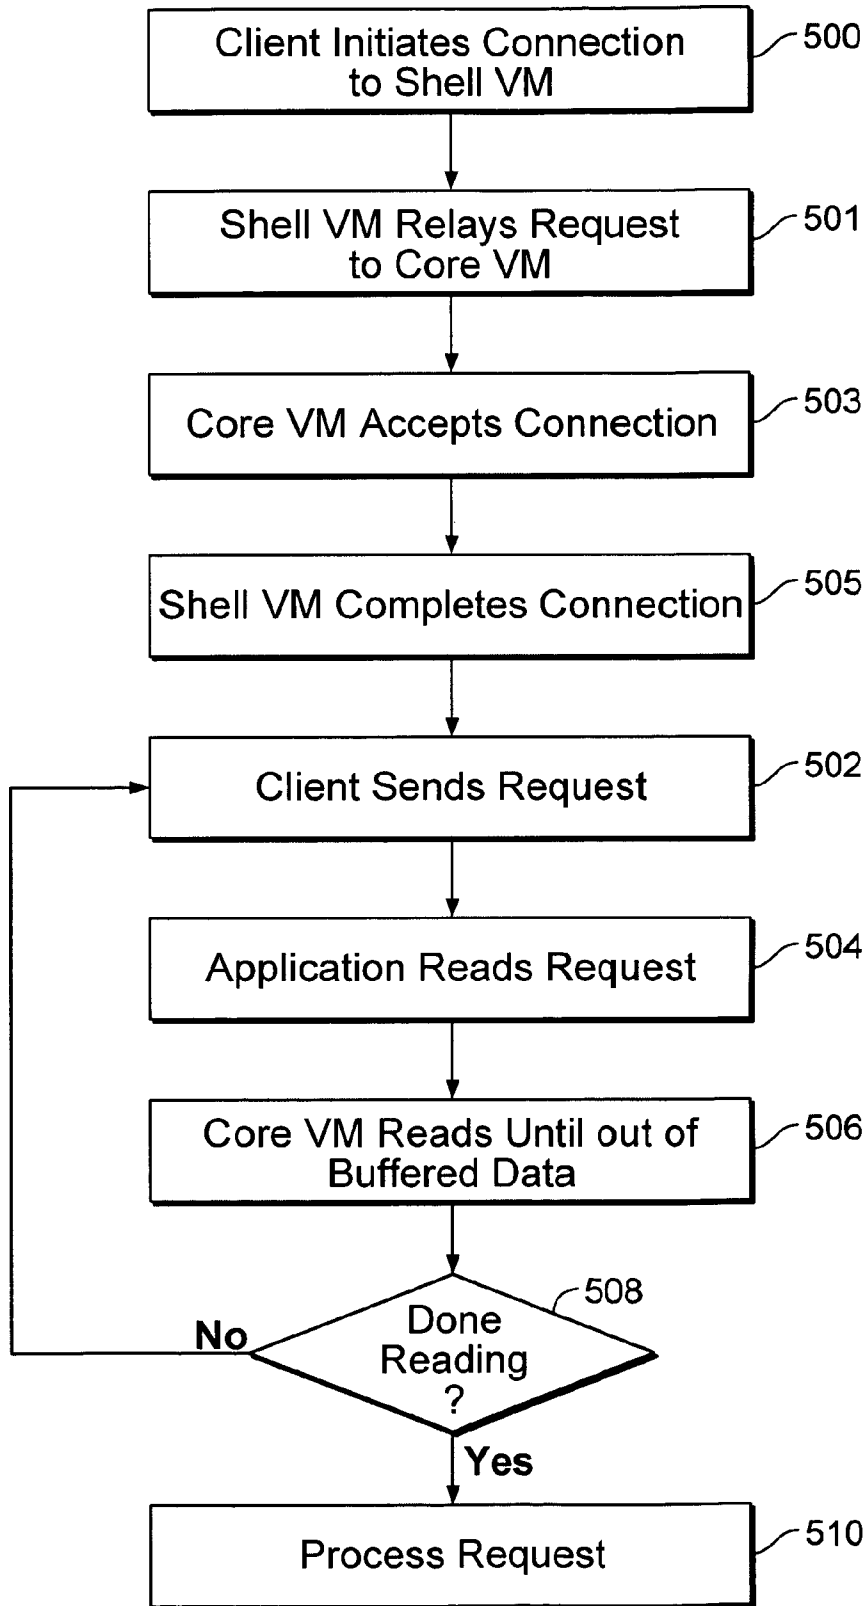 Client Initiates Connection
to Shell VM
500
Shell VM Relays Request
to Core VM
501
Core VM Accepts Connection
503
Shell VM Completes Connection
505
Client Sends Request
502
Application Reads Request
504
Core VM Reads Until out of
Buffered Data
506
508
Done
Reading
?
No
Yes
Process Request
510